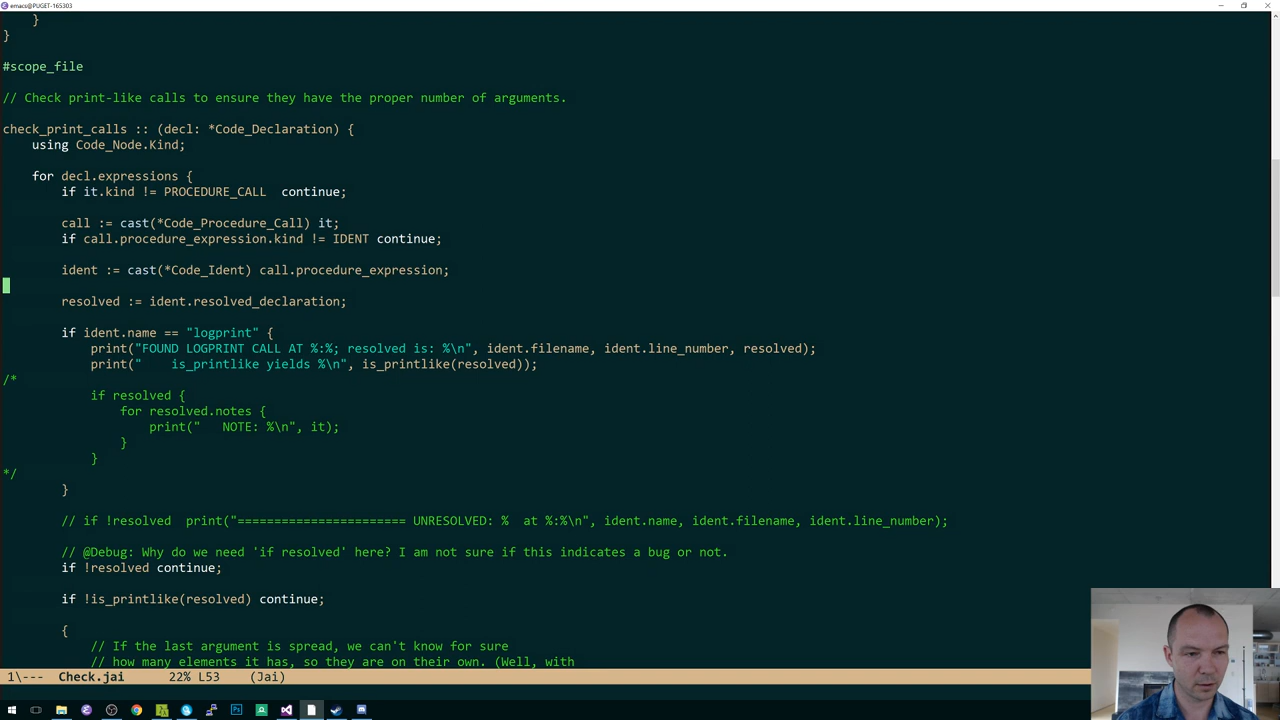 emacs@PUGET-165303
}
}
#scope_file
// Check print-like calls to ensure they have the proper number of arguments.
check_print_calls :: (decl: *Code_Declaration) {
using Code_Node.Kind;
for decl.expressions {
if it.kind != PROCEDURE_CALL  continue;
call := cast(*Code_Procedure_Call) it;
if call.procedure_expression.kind != IDENT continue;
ident := cast(*Code_Ident) call.procedure_expression;
resolved := ident.resolved_declaration;
if ident.name == "logprint" {
print("FOUND LOGPRINT CALL AT %:%; resolved is: %\n", ident.filename, ident.line_number, resolved);
print("    is_printlike yields %\n", is_printlike(resolved));
/*
if resolved {
for resolved.notes {
print("   NOTE: %\n", it);
}
}
*/
}
// if !resolved  print("======================= UNRESOLVED: %  at %:%\n", ident.name, ident.filename, ident.line_number);
// @Debug: Why do we need 'if resolved' here? I am not sure if this indicates a bug or not.
if !resolved continue;
if !is_printlike(resolved) continue;
{
// If the last argument is spread, we can't know for sure
// how many elements it has, so they are on their own. (Well, with
1\---  Check.jai      22% L53    (Jai)